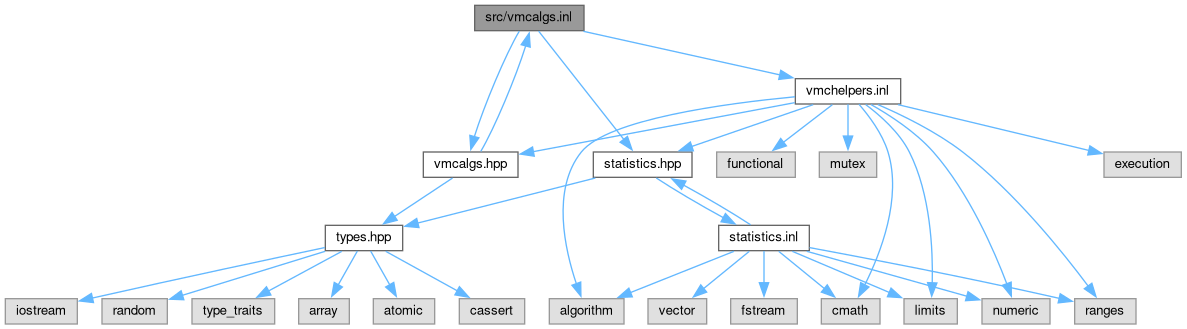 src/vmcalgs.inl
vmchelpers.inl
vmcalgs.hpp
statistics.hpp
functional
mutex
execution
types.hpp
statistics.inl
iostream
random
type_traits
array
atomic
cassert
algorithm
vector
fstream
cmath
limits
numeric
ranges